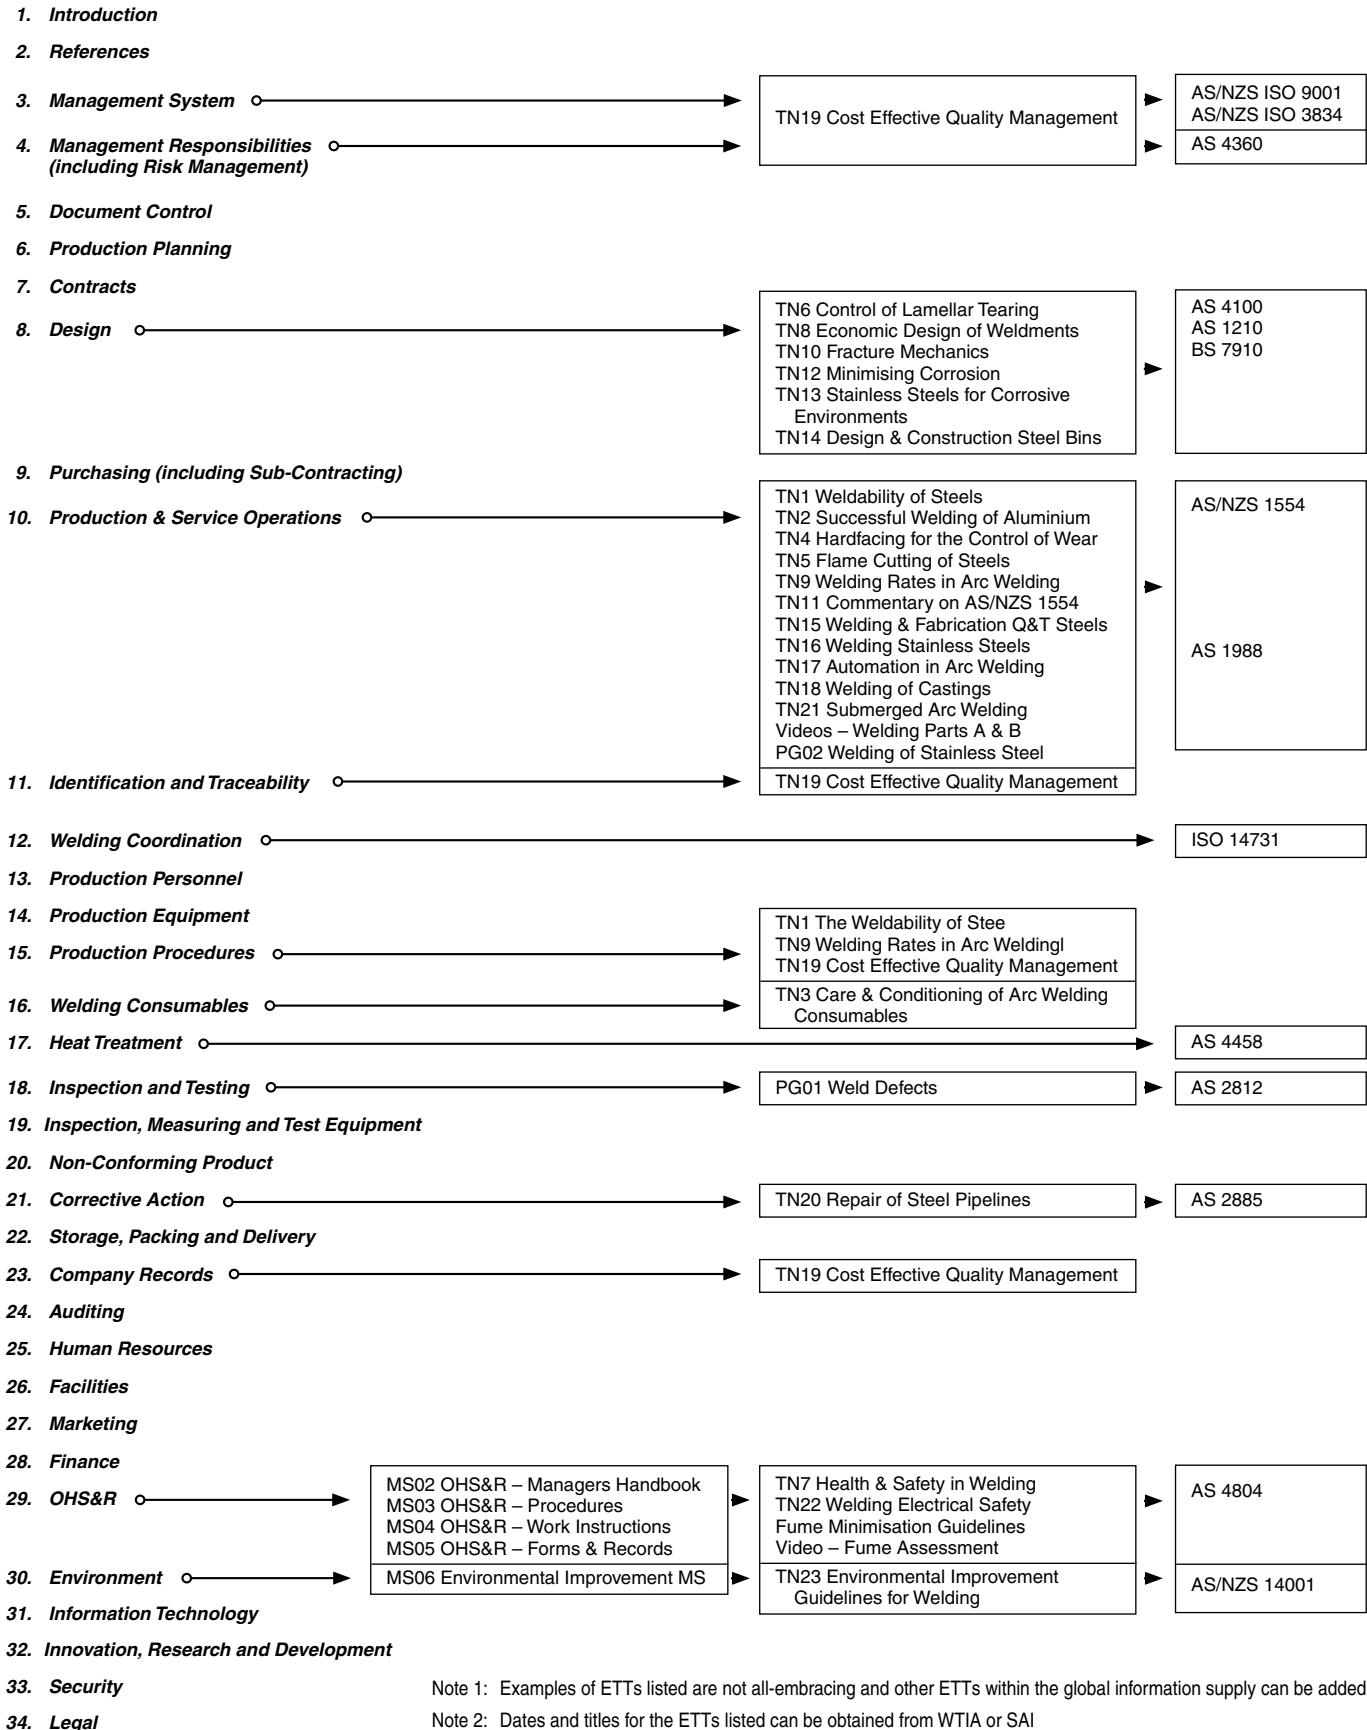 1. Introduction
2. References
3. Management System
TN19 Cost Effective Quality Management
AS/NZS ISO 9001
AS/NZS ISO 3834
4. Management Responsibilities
(including Risk Management)
AS 4360
5. Document Control
6. Production Planning
7. Contracts
8. Design
TN6 Control of Lamellar Tearing
TN8 Economic Design of Weldments
TN10 Fracture Mechanics
TN12 Minimising Corrosion
TN13 Stainless Steels for Corrosive
Environments
TN14 Design & Construction Steel Bins
AS 4100
AS 1210
BS 7910
9. Purchasing (including Sub-Contracting)
10. Production & Service Operations
TN1 Weldability of Steels
TN2 Successful Welding of Aluminium
TN4 Hardfacing for the Control of Wear
TN5 Flame Cutting of Steels
TN9 Welding Rates in Arc Welding
TN11 Commentary on AS/NZS 1554
TN15 Welding & Fabrication Q&T Steels
TN16 Welding Stainless Steels
TN17 Automation in Arc Welding
TN18 Welding of Castings
TN21 Submerged Arc Welding
Videos – Welding Parts A & B
PG02 Welding of Stainless Steel
AS/NZS 1554
AS 1988
11. Identification and Traceability
TN19 Cost Effective Quality Management
12. Welding Coordination
ISO 14731
13. Production Personnel
14. Production Equipment
15. Production Procedures
TN1 The Weldability of Stee
TN9 Welding Rates in Arc Weldingl
TN19 Cost Effective Quality Management
16. Welding Consumables
TN3 Care & Conditioning of Arc Welding
Consumables
17. Heat Treatment
AS 4458
18. Inspection and Testing
PG01 Weld Defects
AS 2812
19. Inspection, Measuring and Test Equipment
20. Non-Conforming Product
21. Corrective Action
TN20 Repair of Steel Pipelines
AS 2885
22. Storage, Packing and Delivery
23. Company Records
TN19 Cost Effective Quality Management
24. Auditing
25. Human Resources
26. Facilities
27. Marketing
28. Finance
29. OHS&R
MS02 OHS&R – Managers Handbook
MS03 OHS&R – Procedures
MS04 OHS&R – Work Instructions
MS05 OHS&R – Forms & Records
TN7 Health & Safety in Welding
TN22 Welding Electrical Safety
Fume Minimisation Guidelines
Video – Fume Assessment
AS 4804
30. Environment
MS06 Environmental Improvement MS
TN23 Environmental Improvement
Guidelines for Welding
AS/NZS 14001
31. Information Technology
32. Innovation, Research and Development
33. Security
34. Legal
Note 1: Examples of ETTs listed are not all-embracing and other ETTs within the global information supply can be added
Note 2: Dates and titles for the ETTs listed can be obtained from WTIA or SAI